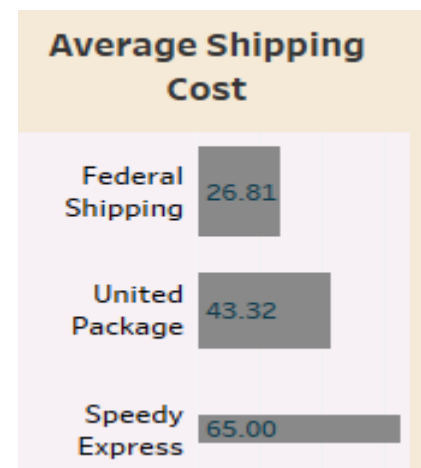 Average Shipping
Cost
Federal
Shipping
26.81
United
Package
43.32
Speedy
Express
65.00